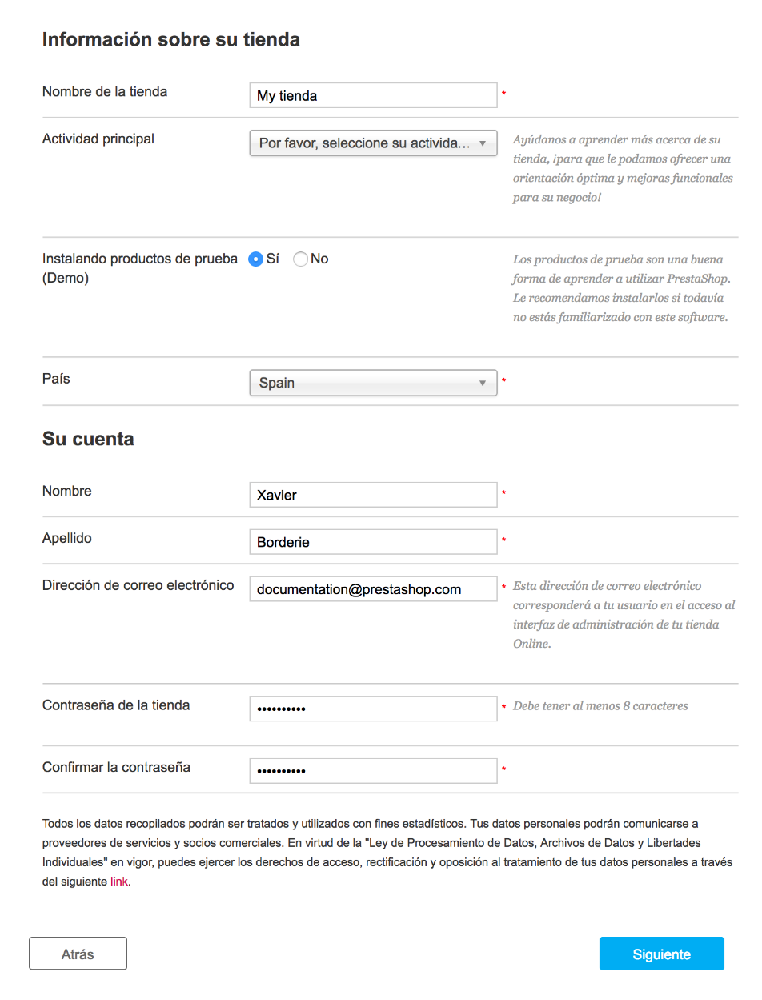 Información sobre su tienda
Nombre de la tienda
My tienda
*
Actividad principal
Por favor, seleccione su activida...
Ayúdanos a aprender más acerca de su
tienda, ¡para que le podamos ofrecer una
orientación óptima y mejoras funcionales
para su negocio!
Instalando productos de prueba
(Demo)
Sí
No
Los productos de prueba son una buena
forma de aprender a utilizar PrestaShop.
Le recomendamos instalarlos si todavía
no estás familiarizado con este software.
País
Spain
*
Su cuenta
Nombre
Xavier
*
Apellido
Borderie
*
Dirección de correo electrónico
documentation@prestashop.com
*
Esta dirección de correo electrónico
corresponderá a tu usuario en el acceso al
interfaz de administración de tu tienda
Online.
Contraseña de la tienda
••••••••••
*
Debe tener al menos 8 caracteres
Confirmar la contraseña
••••••••••
*
Todos los datos recopilados podrán ser tratados y utilizados con fines estadísticos. Tus datos personales podrán comunicarse a
proveedores de servicios y socios comerciales. En virtud de la "Ley de Procesamiento de Datos, Archivos de Datos y Libertades
Individuales" en vigor, puedes ejercer los derechos de acceso, rectificación y oposición al tratamiento de tus datos personales a través
del siguiente link.
Atrás
Siguiente